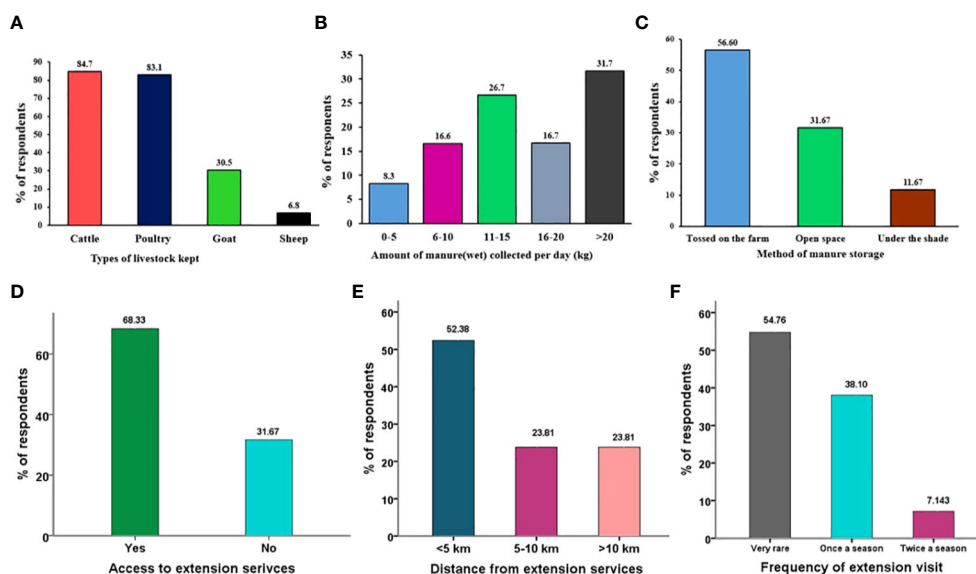 A
% of respondents
90
80
70
60
50
40
30
20
10
0
84.7
83.1
30.5
6.8
Cattle Poultry Goat Sheep
Types of livestock kept
B
% of responents
35
30
25
20
15
10
5
0
8.3
16.6
26.7
16.7
31.7
0-5 6-10 11-15 16-20 >20
Amount of manure(wet) collected per day (kg)
C
% of respondents
60
50
40
30
20
10
0
56.60
31.67
11.67
Tossed on the farm Open space Under the shade
Method of manure storage
D
% of respondents
60
40
20
0
68.33
31.67
Yes No
Access to extension serivces
E
% of respondents
60
50
40
30
20
10
0
52.38
23.81
23.81
<5 km 5-10 km >10 km
Distance from extension services
F
% of respondents
60
50
40
30
20
10
0
54.76
38.10
7.143
Very rare Once a season Twice a season
Frequency of extension visit